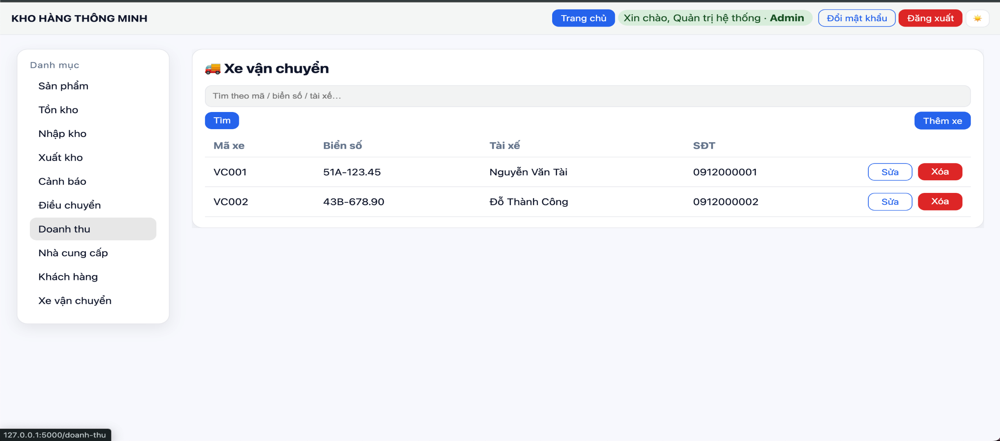 KHO HÀNG THÔNG MINH
Trang chủ
Xin chào, Quản trị hệ thống · Admin
Đổi mật khẩu
Đăng xuất
Danh mục
Sản phẩm
Tồn kho
Nhập kho
Xuất kho
Cảnh báo
Điều chuyển
Doanh thu
Nhà cung cấp
Khách hàng
Xe vận chuyển
Xe vận chuyển
Tìm theo mã / biển số / tài xế...
Tìm
Thêm xe
Mã xe Biển số Tài xế SĐT
VC001 51A-123.45 Nguyễn Văn Tài 0912000001 Sửa Xóa
VC002 43B-678.90 Đỗ Thành Công 0912000002 Sửa Xóa
127.0.0.1:5000/doanh-thu